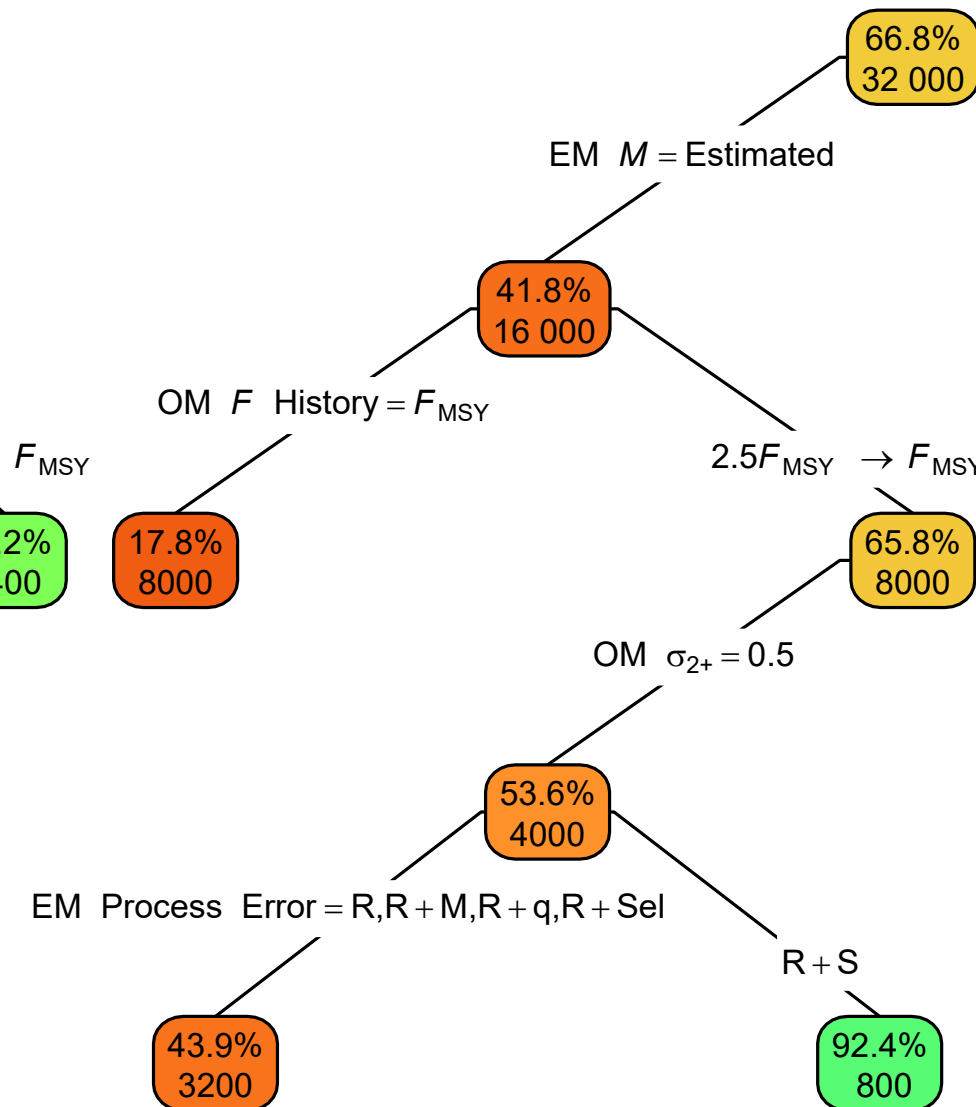 66.8%
32 000
EM M = Estimated
41.8%
16 000
OM F History = F_MSY
F_MSY
2.5F_MSY → F_MSY
.2%
00
17.8%
8000
65.8%
8000
OM σ_2+ = 0.5
53.6%
4000
EM Process Error = R,R + M,R + q,R + Sel
R + S
43.9%
3200
92.4%
800